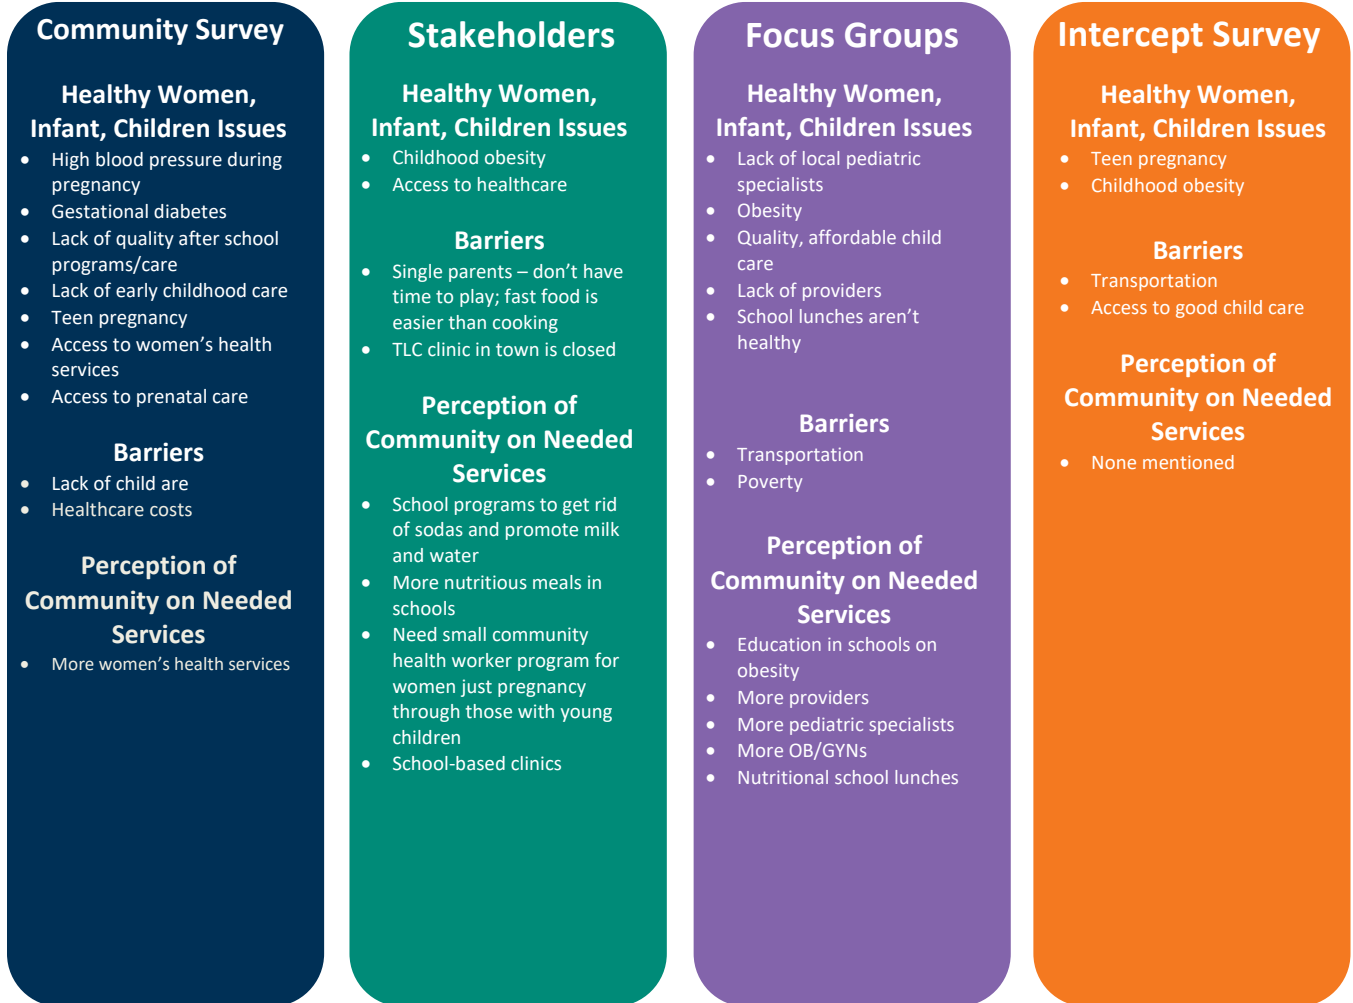 Community Survey
Healthy Women,
Infant, Children Issues
• High blood pressure during
pregnancy
• Gestational diabetes
• Lack of quality after school
programs/care
• Lack of early childhood care
• Teen pregnancy
• Access to women's health
services
• Access to prenatal care
Barriers
• Lack of child are
• Healthcare costs
Perception of
Community on Needed
Services
• More women's health services
Stakeholders
Healthy Women,
Infant, Children Issues
• Childhood obesity
• Access to healthcare
Barriers
• Single parents – don't have
time to play; fast food is
easier than cooking
• TLC clinic in town is closed
Perception of
Community on Needed
Services
• School programs to get rid
of sodas and promote milk
and water
• More nutritious meals in
schools
• Need small community
health worker program for
women just pregnancy
through those with young
children
• School-based clinics
Focus Groups
Healthy Women,
Infant, Children Issues
• Lack of local pediatric
specialists
• Obesity
• Quality, affordable child
care
• Lack of providers
• School lunches aren't
healthy
Barriers
• Transportation
• Poverty
Perception of
Community on Needed
Services
• Education in schools on
obesity
• More providers
• More pediatric specialists
• More OB/GYNs
• Nutritional school lunches
Intercept Survey
Healthy Women,
Infant, Children Issues
• Teen pregnancy
• Childhood obesity
Barriers
• Transportation
• Access to good child care
Perception of
Community on Needed
Services
• None mentioned